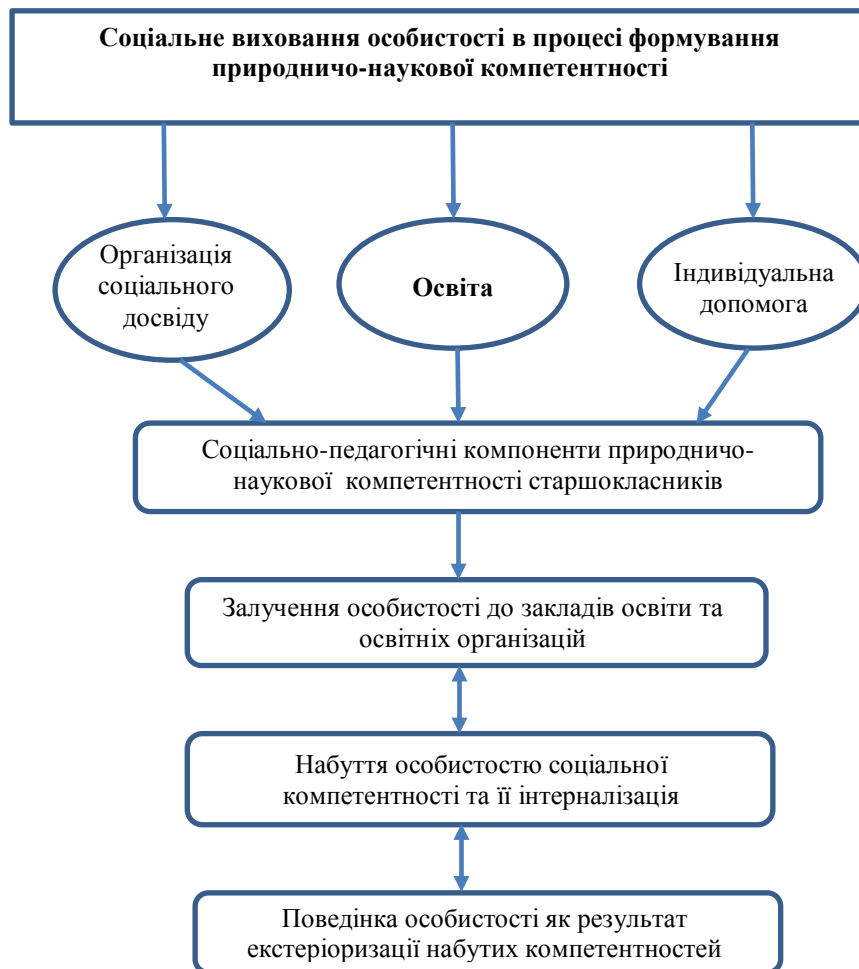 Соціальне виховання особистості в процесі формування
природничо-наукової компетентності
Організація
соціального
досвіду
Освіта
Індивідуальна
допомога
Соціально-педагогічні компоненти природничо-
наукової компетентності старшокласників
Залучення особистості до закладів освіти та
освітніх організацій
Набуття особистостю соціальної
компетентності та її інтерналізація
Поведінка особистості як результат
екстеріоризації набутих компетентностей